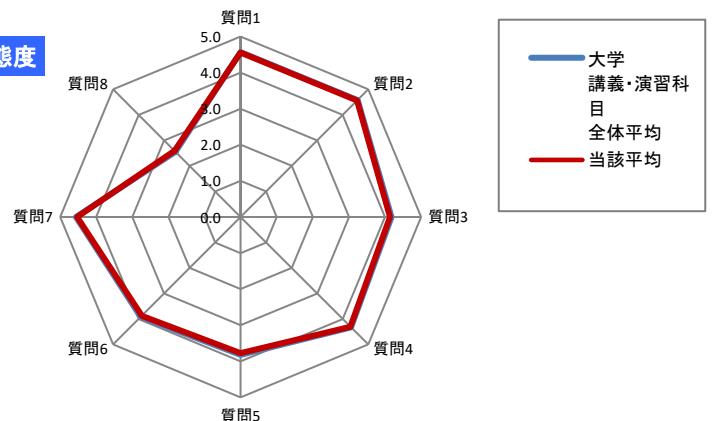 態度
質問1
質問2
質問3
質問4
質問5
質問6
質問7
質問8
5.0
4.0
3.0
2.0
1.0
0.0
大学
講義・演習科
目
全体平均
当該平均